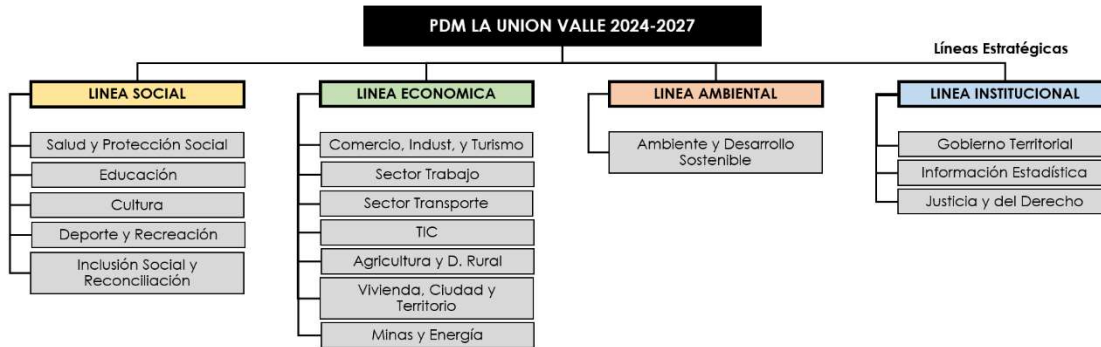 PDM LA UNION VALLE 2024-2027
Líneas Estratégicas
LINEA SOCIAL
Salud y Protección Social
Educación
Cultura
Deporte y Recreación
Inclusión Social y
Reconciliación
LINEA ECONOMICA
Comercio, Indust, y Turismo
Sector Trabajo
Sector Transporte
TIC
Agricultura y D. Rural
Vivienda, Ciudad y
Territorio
Minas y Energía
LINEA AMBIENTAL
Ambiente y Desarrollo
Sostenible
LINEA INSTITUCIONAL
Gobierno Territorial
Información Estadística
Justicia y del Derecho